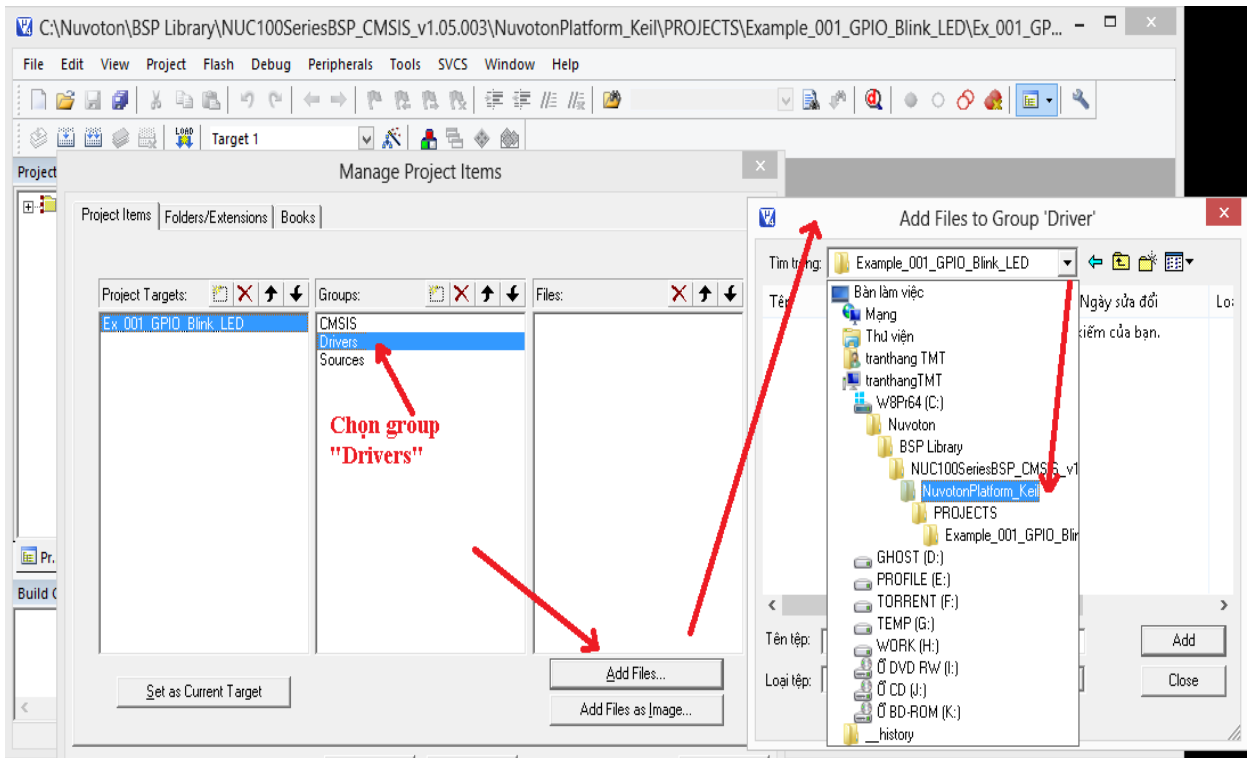 C:\Nuvoton\BSP Library\NUC100SeriesBSP_CMSIS_v1.05.003\NuvotonPlatform_Keil\PROJECTS\Example_001_GPIO_Blink_LED\Ex_001_GP...
File Edit View Project Flash Debug Peripherals Tools SVCS Window Help
LOAD Target 1
Project
Manage Project Items
Project Items Folders/Extensions Books
Project Targets: Groups: Files:
Ex_001_GPIO_Blink_LED
CMSIS
Drivers
Sources
Chọn group
"Drivers"
Set as Current Target
Add Files...
Add Files as Image...
Pr...
Build
Add Files to Group 'Driver'
Tìm trong: Example_001_GPIO_Blink_LED
Ngày sửa đổi
kiếm của bạn.
Bàn làm việc
Mạng
Thư viện
tranthang TMT
tranthangTMT
W8Pr64 (C:)
Nuvoton
BSP Library
NUC100SeriesBSP_CMSIS_v1
NuvotonPlatform_Keil
PROJECTS
Example_001_GPIO_Blin
GHOST (D:)
PROFILE (E:)
TORRENT (F:)
TEMP (G:)
WORK (H:)
Ổ DVD RW (I:)
Ổ CD (J:)
Ổ BD-ROM (K:)
__history
Tên tệp:
Add
Loại tệp:
Close